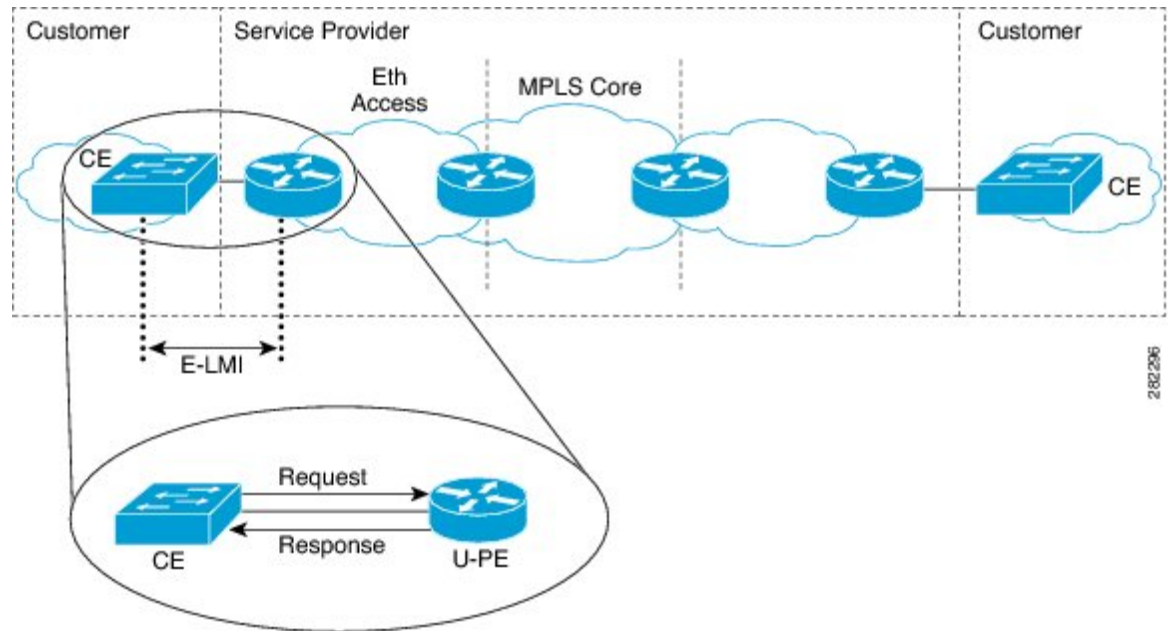 Customer
Service Provider
Customer
Eth
Access
MPLS Core
CE
CE
E-LMI
282296
Request
Response
CE
U-PE